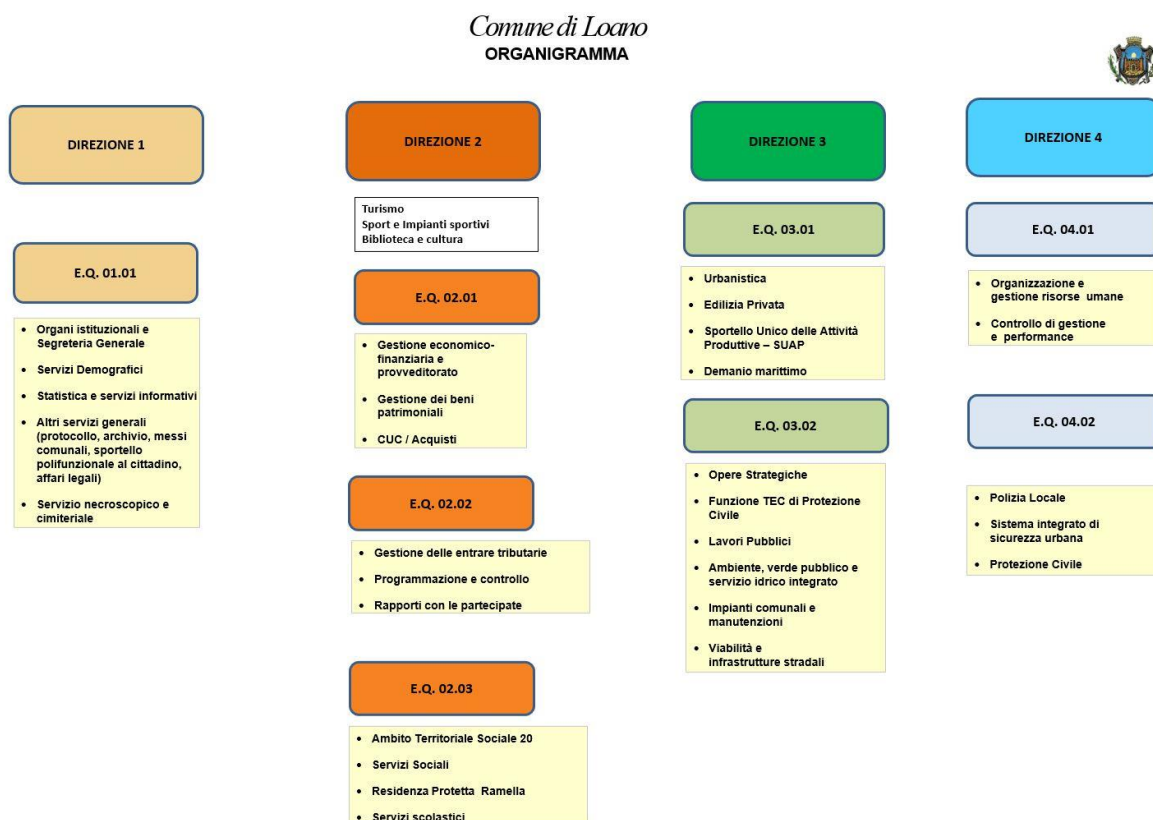 Comune di Loano
ORGANIGRAMMA
DIREZIONE 1
E.Q. 01.01
• Organi istituzionali e
Segreteria Generale
• Servizi Demografici
• Statistica e servizi informativi
• Altri servizi generali
(protocollo, archivio, messi
comunali, sportello
polifunzionale al cittadino,
affari legali)
• Servizio necroscopico e
cimiteriale
DIREZIONE 2
Turismo
Sport e Impianti sportivi
Biblioteca e cultura
E.Q. 02.01
• Gestione economico-
finanziaria e
provveditorato
• Gestione dei beni
patrimoniali
• CUC / Acquisti
E.Q. 02.02
• Gestione delle entrare tributarie
• Programmazione e controllo
• Rapporti con le partecipate
E.Q. 02.03
• Ambito Territoriale Sociale 20
• Servizi Sociali
• Residenza Protetta Ramella
• Servizi scolastici
DIREZIONE 3
E.Q. 03.01
• Urbanistica
• Edilizia Privata
• Sportello Unico delle Attività
Produttive – SUAP
• Demanio marittimo
E.Q. 03.02
• Opere Strategiche
• Funzione TEC di Protezione
Civile
• Lavori Pubblici
• Ambiente, verde pubblico e
servizio idrico integrato
• Impianti comunali e
manutenzioni
• Viabilità e
infrastrutture stradali
DIREZIONE 4
E.Q. 04.01
• Organizzazione e
gestione risorse umane
• Controllo di gestione
e performance
E.Q. 04.02
• Polizia Locale
• Sistema integrato di
sicurezza urbana
• Protezione Civile